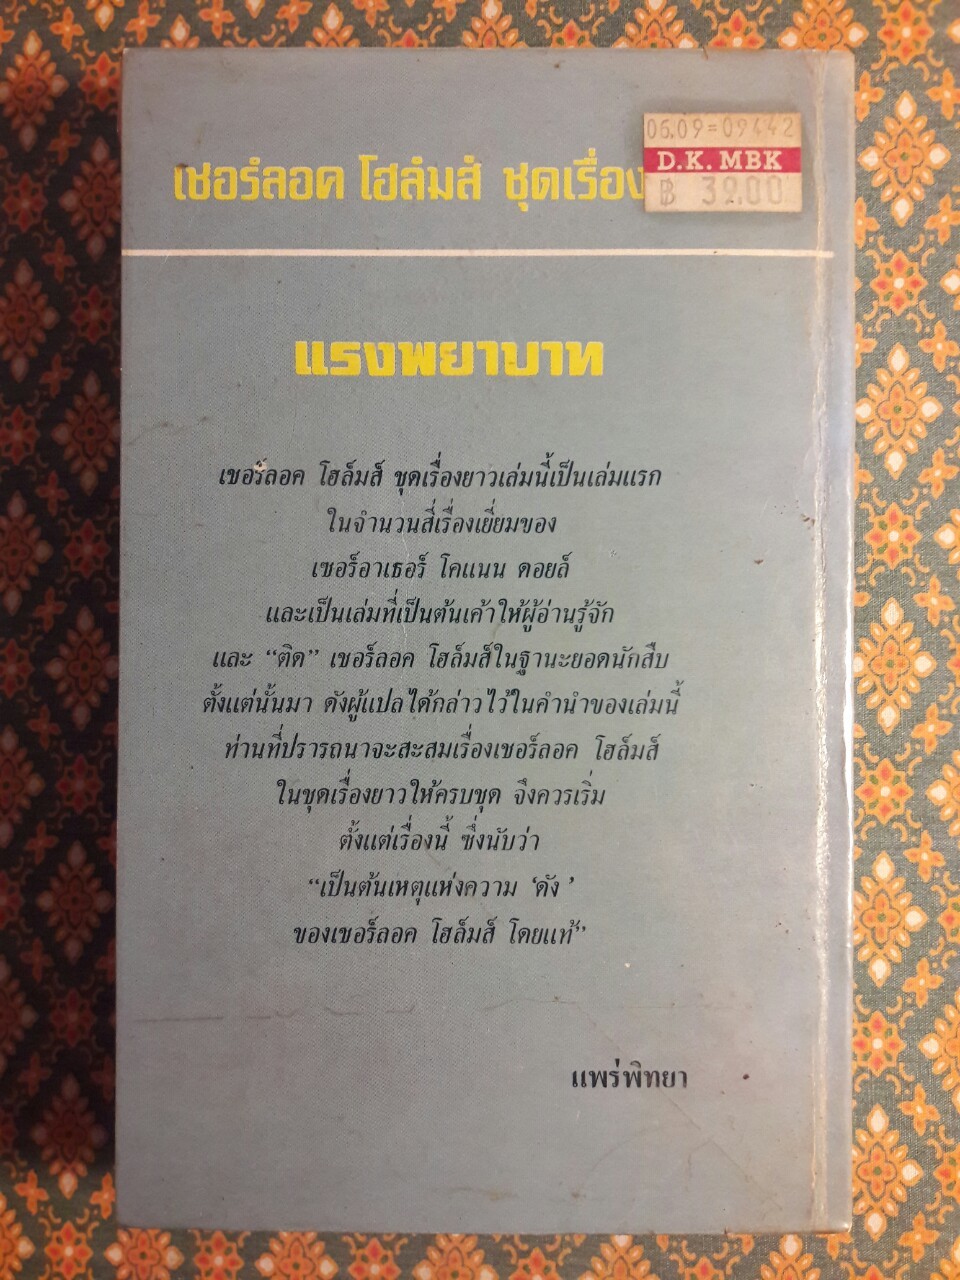 06.09=09442
D.K. MBK
฿ 39.00
เชอร์ลอค โฮล์มส์ ชุดเรื่อง
แรงพยาบาท
เชอร์ลอค โฮล์มส์ ชุดเรื่องยาวเล่มนี้เป็นเล่มแรก
ในจำนวนสี่เรื่องเยี่ยมของ
เซอร์อาเธอร์ โคแนน ดอยล์
และเป็นเล่มที่เป็นต้นเค้าให้ผู้อ่านรู้จัก
และ “ติด” เชอร์ลอค โฮล์มส์ในฐานะยอดนักสืบ
ตั้งแต่นั้นมา ดังผู้แปลได้กล่าวไว้ในคำนำของเล่มนี้
ท่านที่ปรารถนาจะสะสมเรื่องเชอร์ลอค โฮล์มส์
ในชุดเรื่องยาวให้ครบชุด จึงควรเริ่ม
ตั้งแต่เรื่องนี้ ซึ่งนับว่า
“เป็นต้นเหตุแห่งความ ‘ดัง’
ของเชอร์ลอค โฮล์มส์ โดยแท้”
แพร่พิทยา